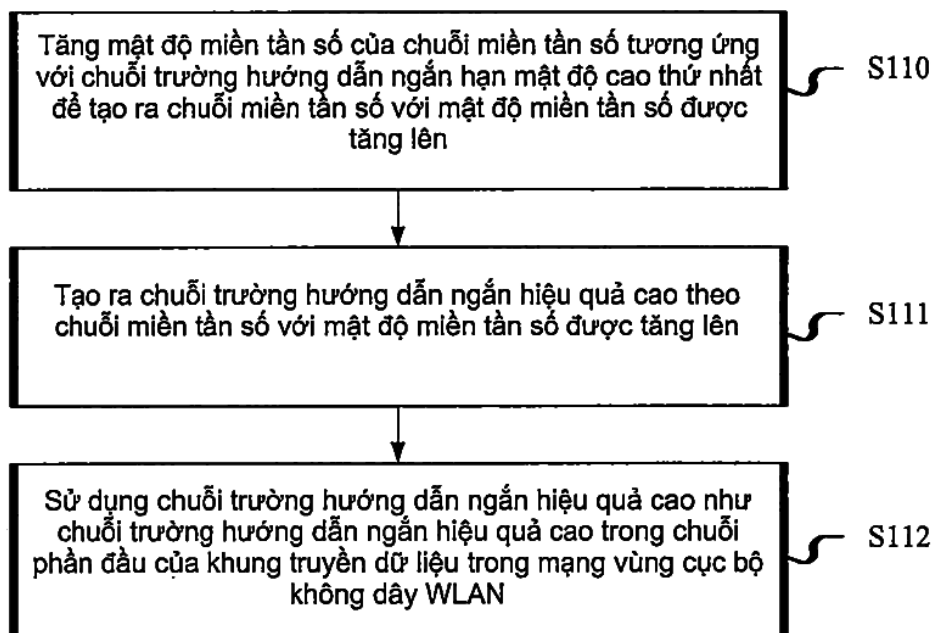 Tăng mật độ miền tần số của chuỗi miền tần số tương ứng
với chuỗi trường hướng dẫn ngắn hạn mật độ cao thứ nhất
để tạo ra chuỗi miền tần số với mật độ miền tần số được
tăng lên
S110
Tạo ra chuỗi trường hướng dẫn ngắn hiệu quả cao theo
chuỗi miền tần số với mật độ miền tần số được tăng lên
S111
Sử dụng chuỗi trường hướng dẫn ngắn hiệu quả cao như
chuỗi trường hướng dẫn ngắn hiệu quả cao trong chuỗi
phần đầu của khung truyền dữ liệu trong mạng vùng cục bộ
không dây WLAN
S112